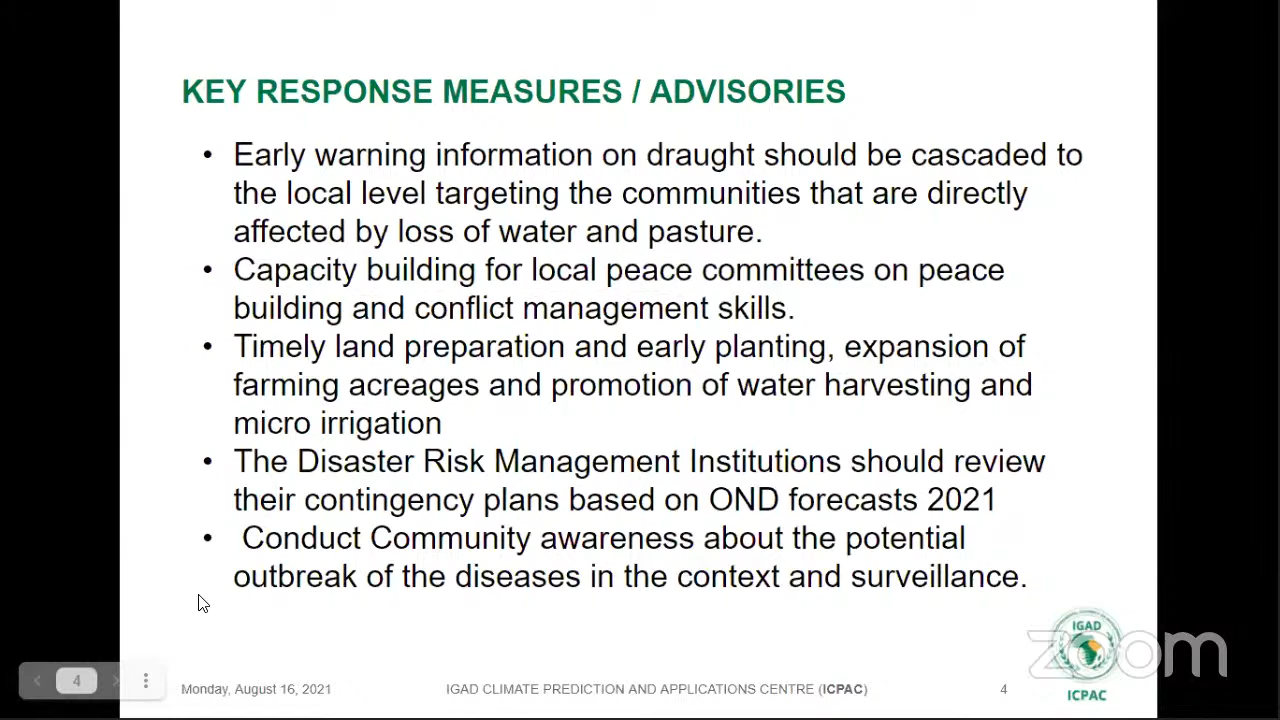 KEY RESPONSE MEASURES / ADVISORIES
• Early warning information on draught should be cascaded to
the local level targeting the communities that are directly
affected by loss of water and pasture.
• Capacity building for local peace committees on peace
building and conflict management skills.
• Timely land preparation and early planting, expansion of
farming acreages and promotion of water harvesting and
micro irrigation
• The Disaster Risk Management Institutions should review
their contingency plans based on OND forecasts 2021
• Conduct Community awareness about the potential
outbreak of the diseases in the context and surveillance.
IGAD
zoom
ICPAC
4
Monday, August 16, 2021
IGAD CLIMATE PREDICTION AND APPLICATIONS CENTRE (ICPAC)
4